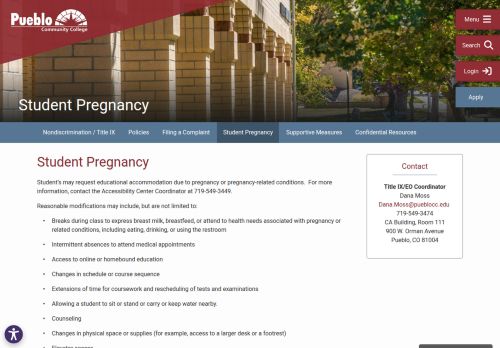 Pueblo
Community College
Menu
Search
Login
Apply
Student Pregnancy
Nondiscrimination / Title IX
Policies
Filing a Complaint
Student Pregnancy
Supportive Measures
Confidential Resources
Student Pregnancy
Student's may request educational accommodation due to pregnancy or pregnancy-related conditions. For more
information, contact the Accessibility Center Coordinator at 719-549-3449.
Reasonable modifications may include, but are not limited to:
• Breaks during class to express breast milk, breastfeed, or attend to health needs associated with pregnancy or
related conditions, including eating, drinking, or using the restroom
• Intermittent absences to attend medical appointments
• Access to online or homebound education
• Changes in schedule or course sequence
• Extensions of time for coursework and rescheduling of tests and examinations
• Allowing a student to sit or stand or carry or keep water nearby.
• Counseling
• Changes in physical space or supplies (for example, access to a larger desk or a footrest)
Contact
Title IX/EO Coordinator
Dana Moss
Dana.Moss@pueblocc.edu
719-549-3474
CA Building, Room 111
900 W. Orman Avenue
Pueblo, CO 81004